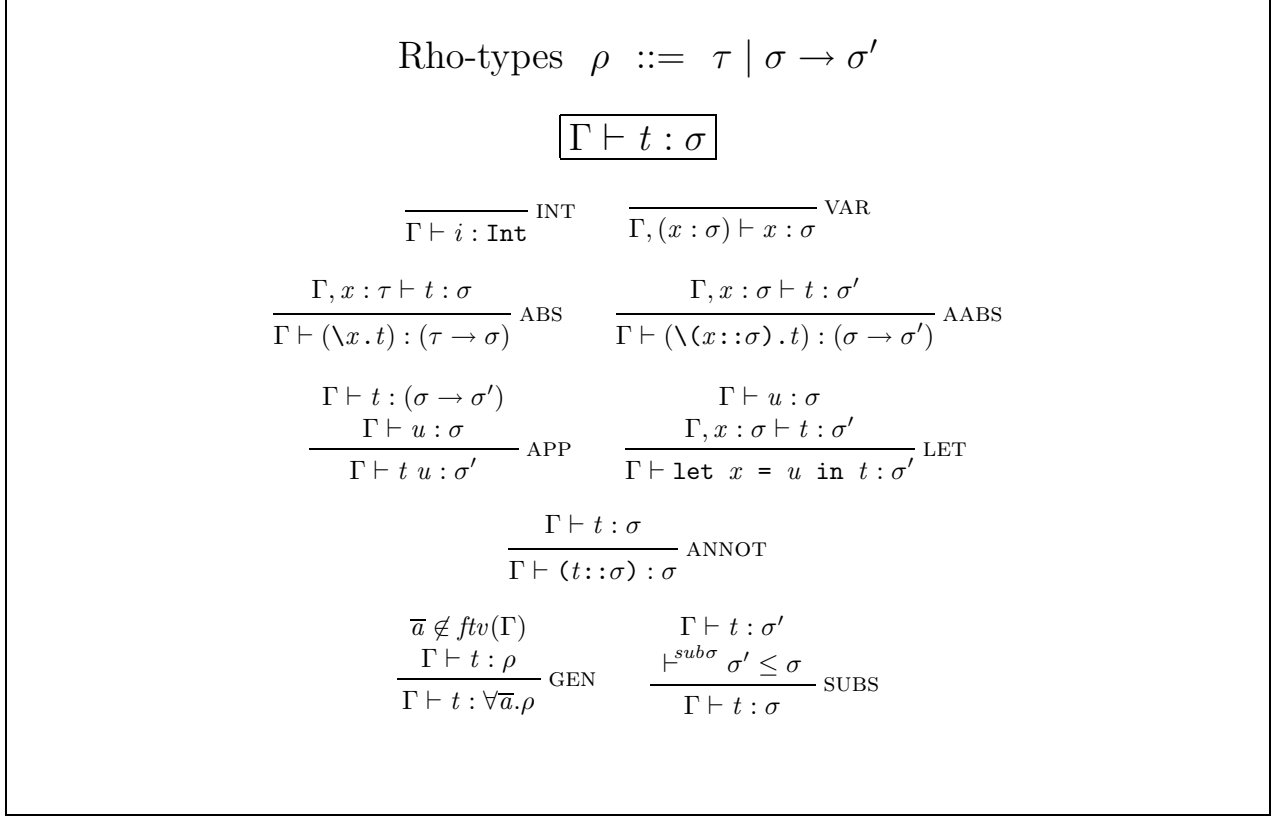 Rho-types ρ ::= τ | σ → σ′
Γ ⊢ t : σ
Γ ⊢ i : Int INT
Γ, (x : σ) ⊢ x : σ VAR
Γ, x : τ ⊢ t : σ
Γ ⊢ (\x.t) : (τ → σ) ABS
Γ, x : σ ⊢ t : σ′
Γ ⊢ (\(x::σ).t) : (σ → σ′) AABS
Γ ⊢ t : (σ → σ′)
Γ ⊢ u : σ
Γ ⊢ t u : σ′ APP
Γ ⊢ u : σ
Γ, x : σ ⊢ t : σ′
Γ ⊢ let x = u in t : σ′ LET
Γ ⊢ t : σ
Γ ⊢ (t::σ) : σ ANNOT
a̅ ∉ ftv(Γ)
Γ ⊢ t : ρ
Γ ⊢ t : ∀a̅.ρ GEN
Γ ⊢ t : σ′
⊢^{subσ} σ′ ≤ σ
Γ ⊢ t : σ SUBS